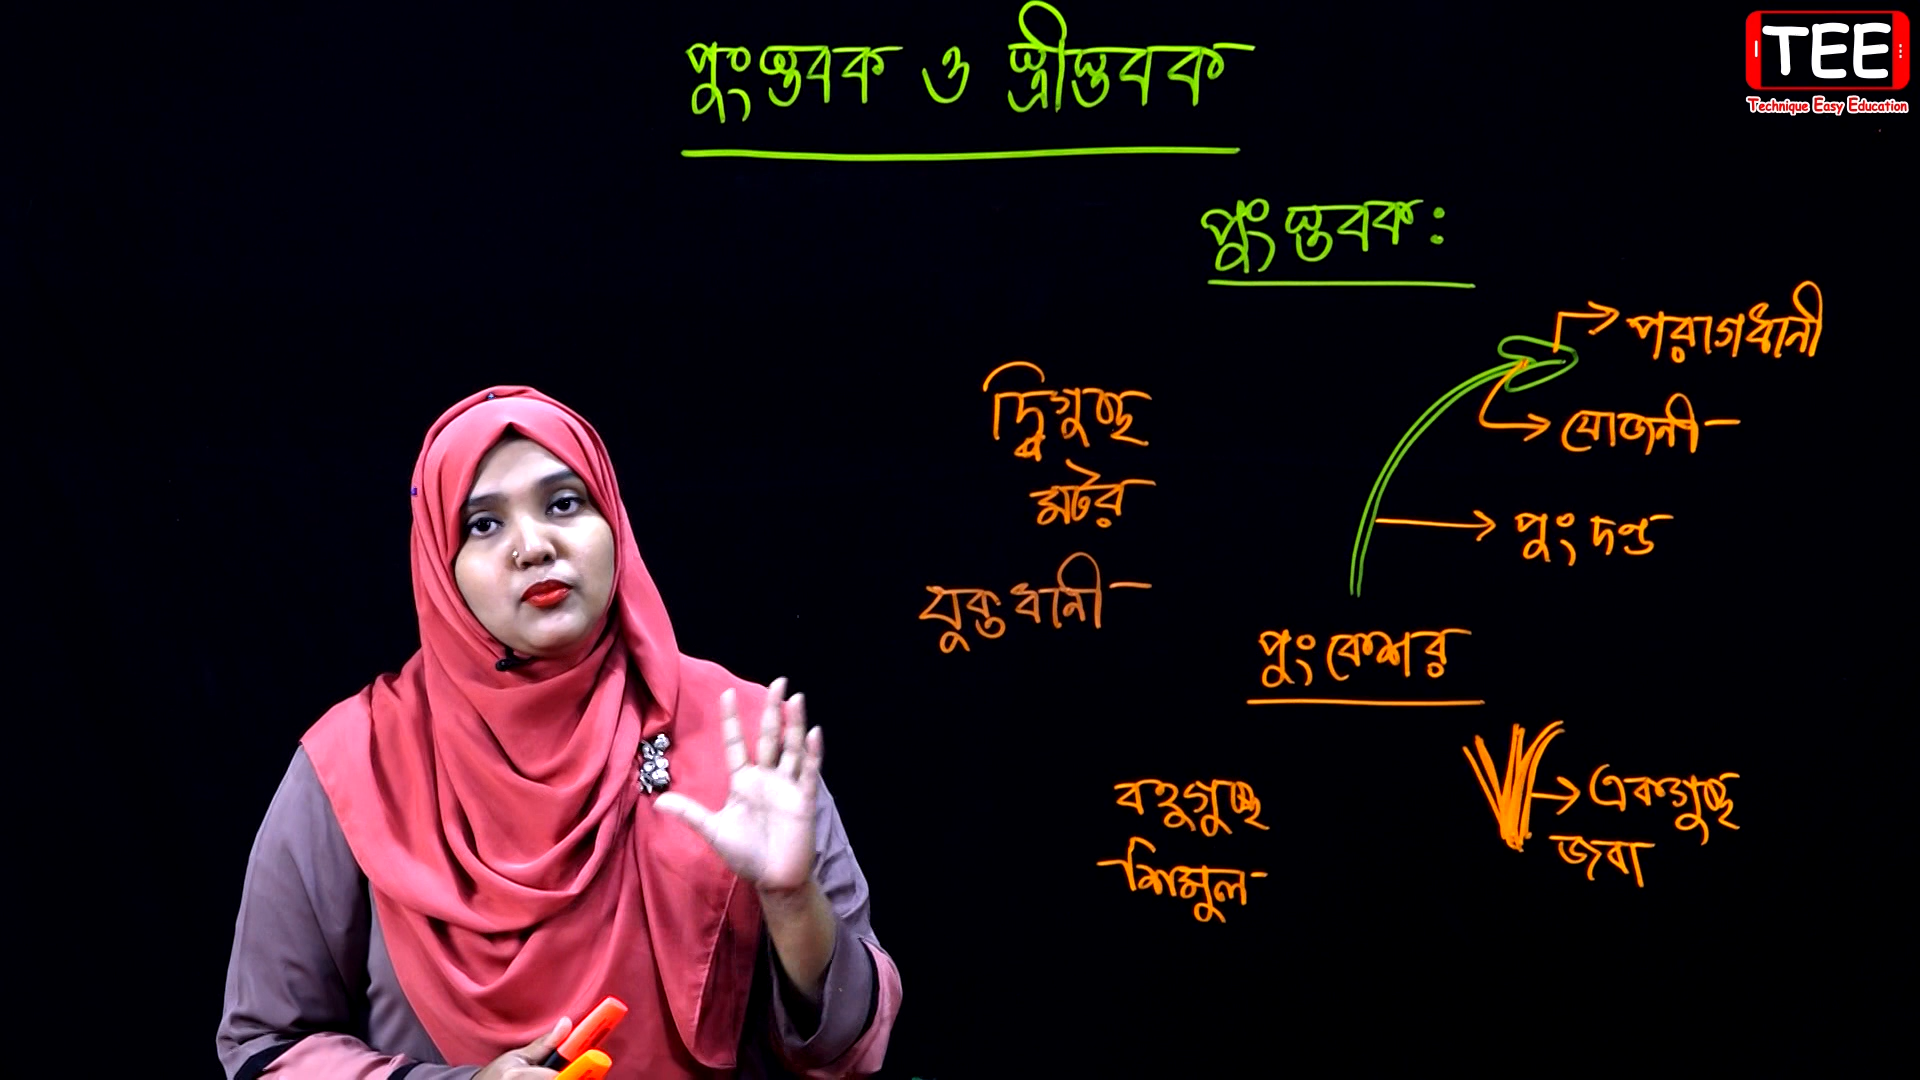 পুংস্তবক ও স্ত্রীস্তবক
TEE
Technique Easy Education
পুংস্তবক:
পরাগধানী
যোজনী
পুংদণ্ড
পুংকেশর
দ্বিগুচ্ছ
মটর
যুক্তধানী
একগুচ্ছ
জবা
বহুগুচ্ছ
শিমুল